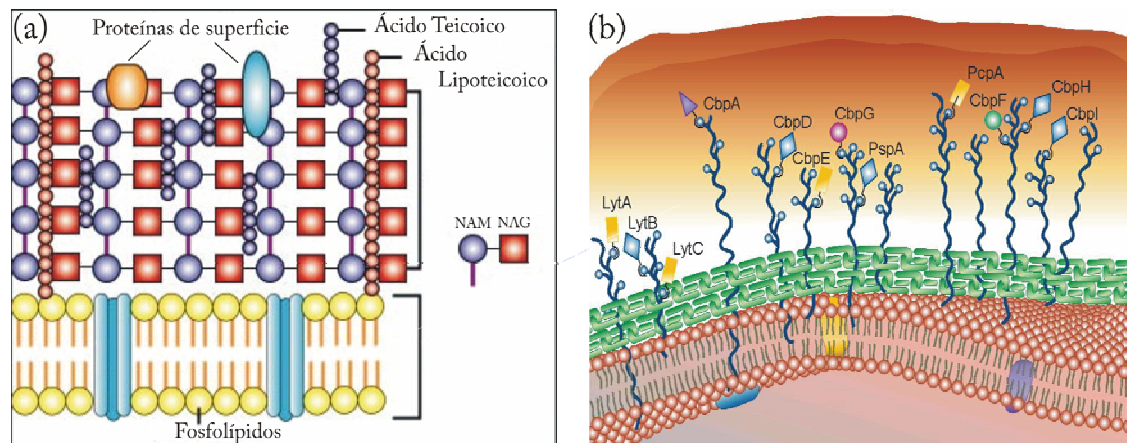 (a)
Proteínas de superficie
Ácido Teicoico
Ácido
Lipoteicoico
NAM NAG
Fosfolípidos
(b)
PcpA
CbpH
CbpF
CbpI
CbpA
CbpD
CbpG
CbpE
PspA
LytA
LytB
LytC